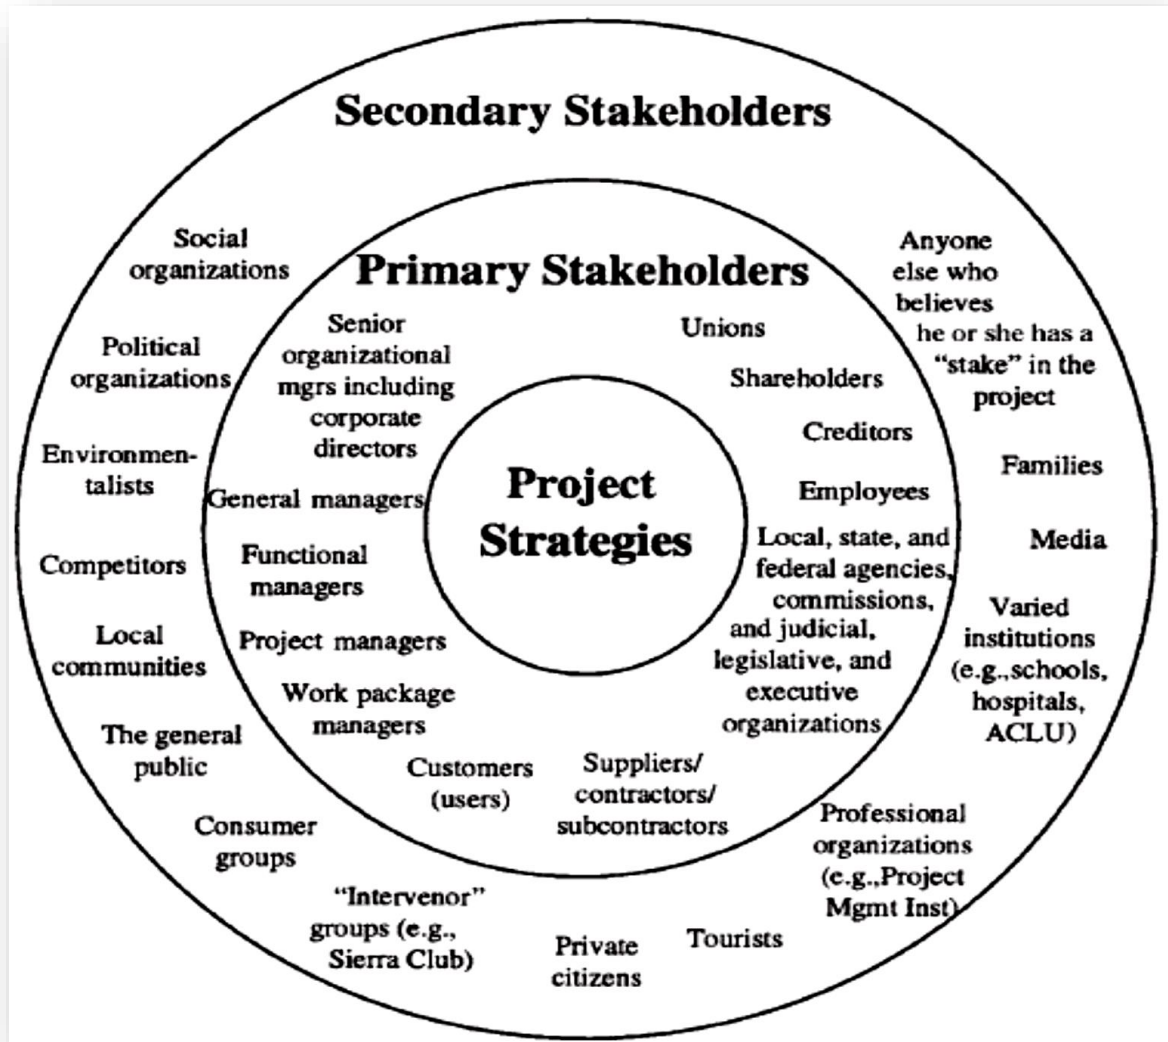 Secondary Stakeholders
Social
organizations
Political
organizations
Environmen-
talists
Competitors
Local
communities
The general
public
Consumer
groups
"Intervenor"
groups (e.g.,
Sierra Club)
Private
citizens
Tourists
Professional
organizations
(e.g.,Project
Mgmt Inst)
Varied
institutions
(e.g.,schools,
hospitals,
ACLU)
Media
Families
Anyone
else who
believes
he or she has a
"stake" in the
project
Primary Stakeholders
Senior
organizational
mgrs including
corporate
directors
General managers
Functional
managers
Project managers
Work package
managers
Customers
(users)
Suppliers/
contractors/
subcontractors
Unions
Shareholders
Creditors
Employees
Local, state, and
federal agencies,
commissions,
and judicial,
legislative, and
executive
organizations
Project
Strategies